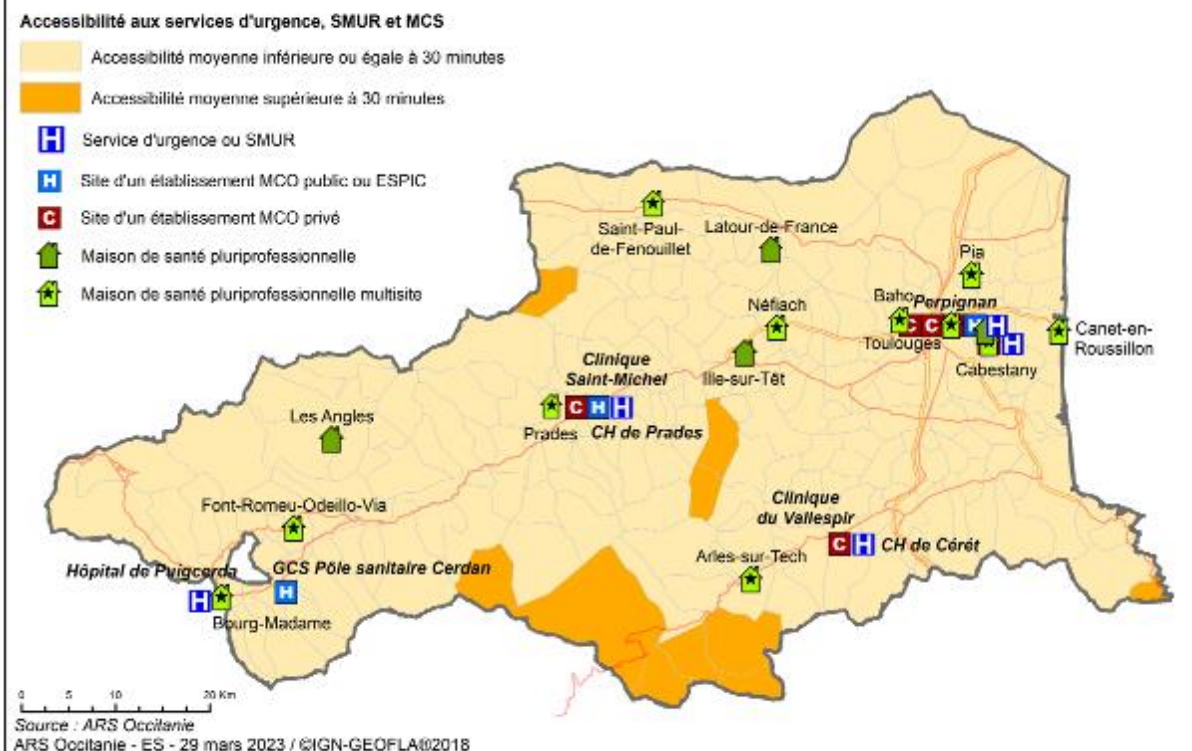 Accessibilité aux services d'urgence, SMUR et MCS
Accessibilité moyenne inférieure ou égale à 30 minutes
Accessibilité moyenne supérieure à 30 minutes
H Service d'urgence ou SMUR
H Site d'un établissement MCO public ou ESPIC
C Site d'un établissement MCO privé
Maison de santé pluriprofessionnelle
Maison de santé pluriprofessionnelle multisite
Saint-Paul-
de-Fenouillet
Latour-de-France
Pia
Néfiach
Baho
Perpignan
C C H H
Toulouges
Canet-en-
Roussillon
H
Cabestany
Ille-sur-Têt
Clinique
Saint-Michel
C H H
Prades
CH de Prades
Les Angles
Font-Romeu-Odeillo-Via
Clinique
du Vallespir
C H
CH de Cérét
Arles-sur-Tech
Hôpital de Puigcerda
GCS Pôle sanitaire Cerdan
H
H
Bourg-Madame
0 5 10 20 Km
Source : ARS Occitanie
ARS Occitanie - ES - 29 mars 2023 / ©IGN-GEOFLA®2018